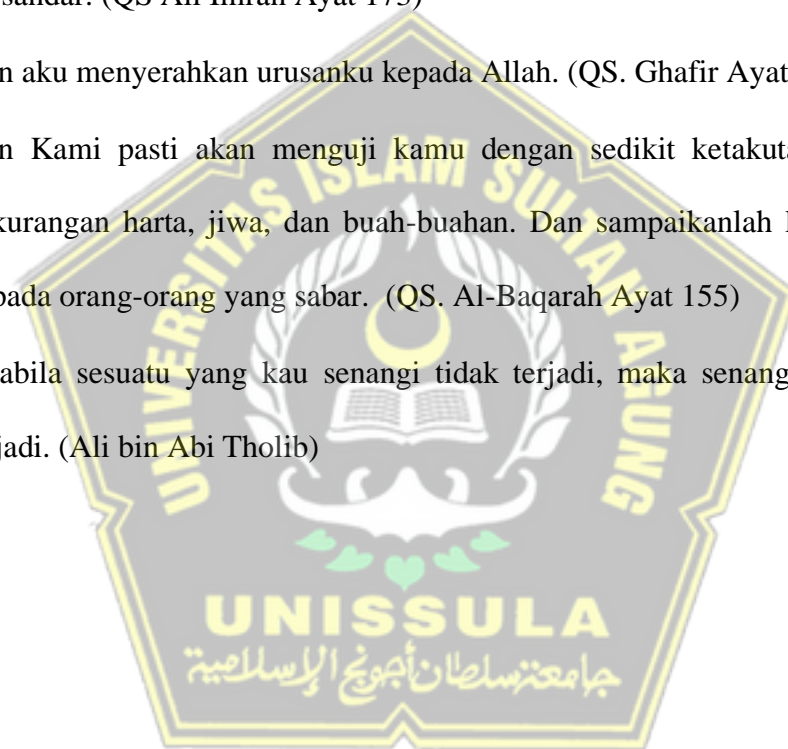 sandar. (QS Ali Imran Ayat 173)
n aku menyerahkan urusanku kepada Allah. (QS. Ghafir Ayat
n Kami pasti akan menguji kamu dengan sedikit ketakuta
kurangan harta, jiwa, dan buah-buahan. Dan sampaikanlah
pada orang-orang yang sabar. (QS. Al-Baqarah Ayat 155)
abila sesuatu yang kau senangi tidak terjadi, maka senang
jadi. (Ali bin Abi Tholib)
UNIVERSITAS ISLAM SULTAN AGUNG
UNISSULA
جامعة سلطان أجونج الإسلامية